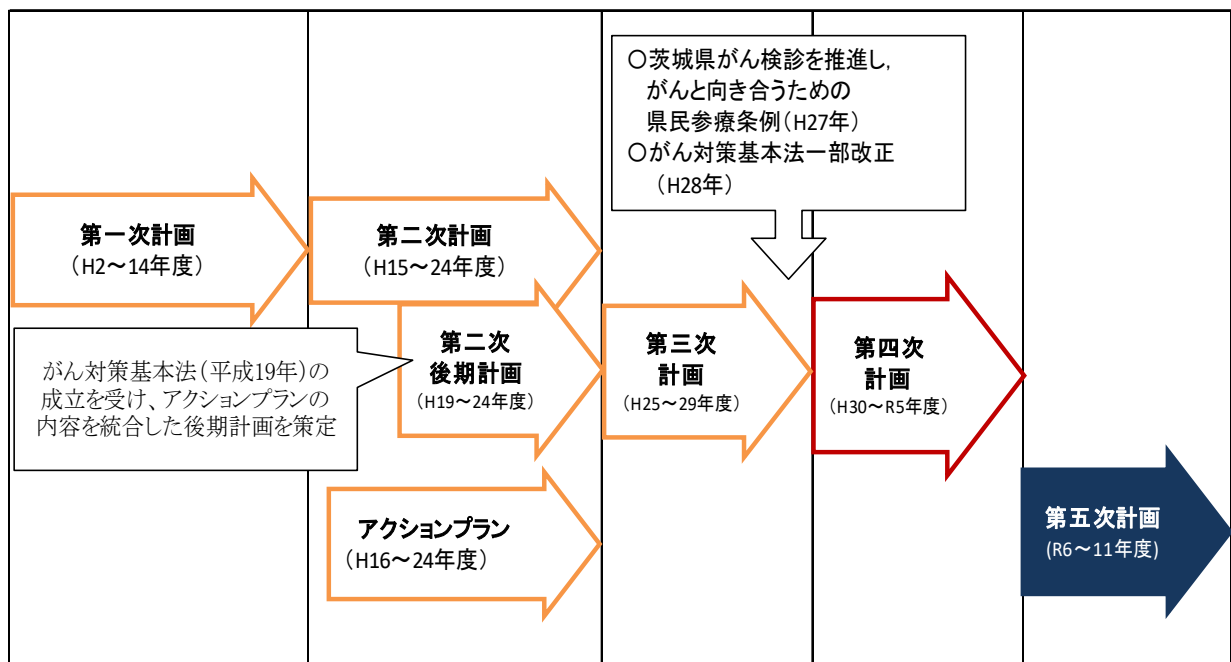 ○茨城県がん検診を推進し,
がんと向き合うための
県民参療条例(H27年)
○がん対策基本法一部改正
(H28年)
第一次計画
(H2～14年度)
第二次計画
(H15～24年度)
がん対策基本法(平成19年)の
成立を受け、アクションプランの
内容を統合した後期計画を策定
第二次
後期計画
(H19～24年度)
第三次
計画
(H25～29年度)
第四次
計画
(H30～R5年度)
アクションプラン
(H16～24年度)
第五次計画
(R6～11年度)